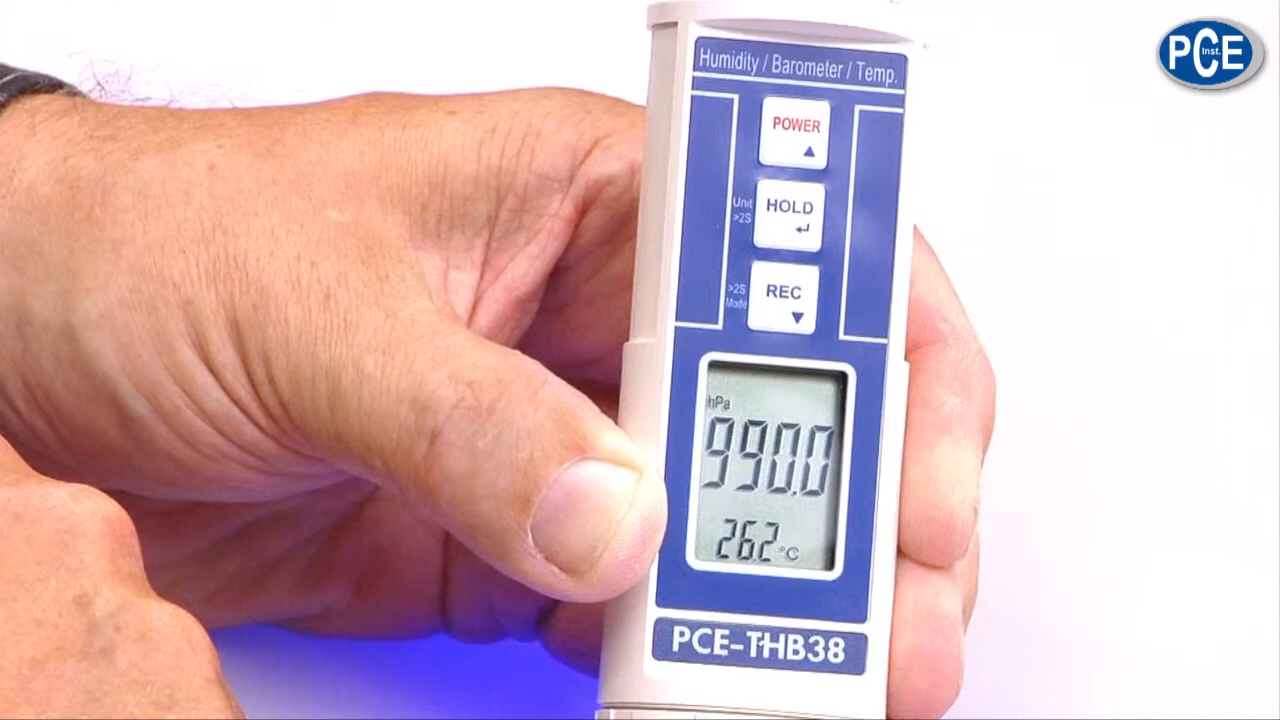 PCE
Inst.
Humidity / Barometer / Temp.
POWER
▲
Unit
>2S
HOLD
↵
>2S
Mode
REC
▼
hPa
990.0
26.2 °C
PCE-THB38